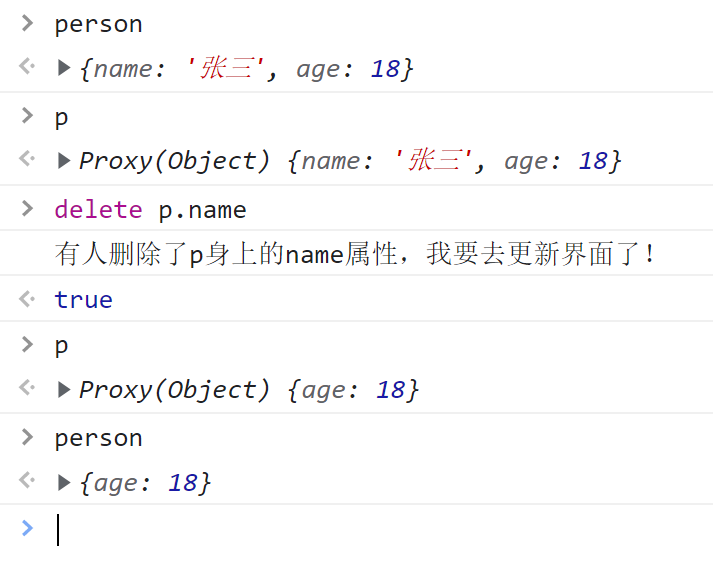 person
{name: '张三', age: 18}
p
Proxy(Object) {name: '张三', age: 18}
delete p.name
有人删除了p身上的name属性，我要去更新界面了！
true
p
Proxy(Object) {age: 18}
person
{age: 18}